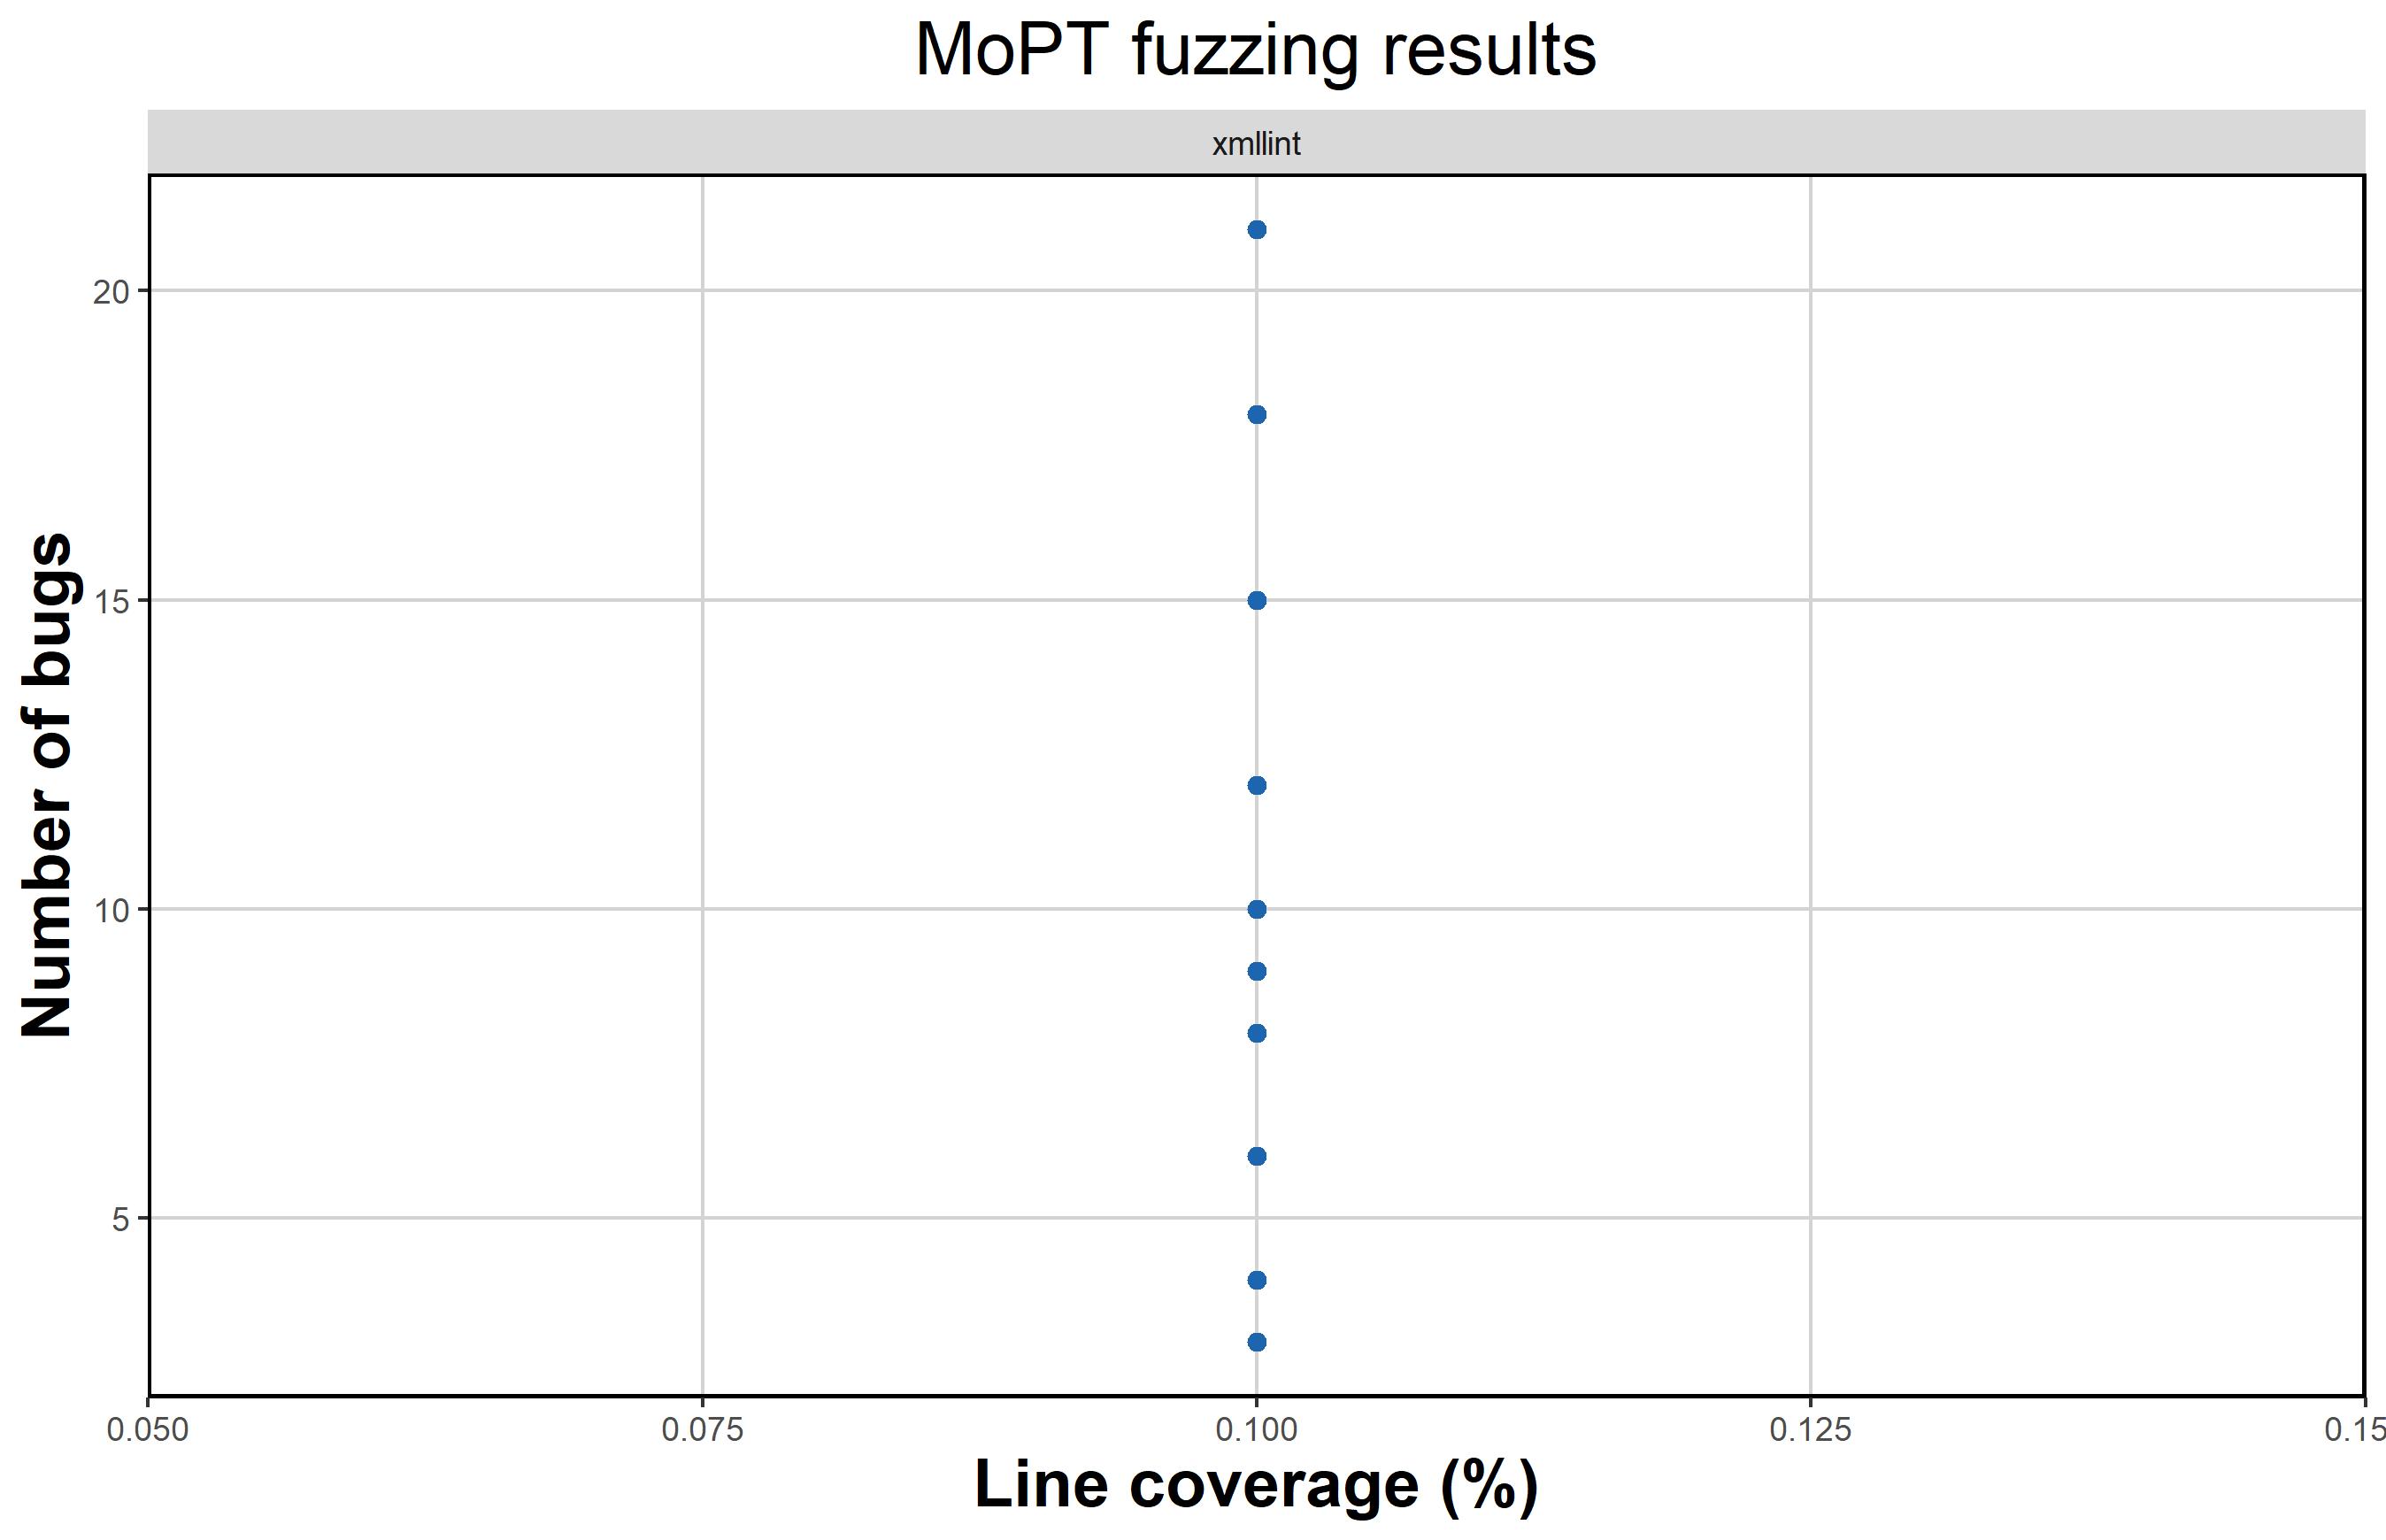 MoPT fuzzing results
xmllint
Number of bugs
20
15
10
5
0.050 0.075 0.100 0.125 0.15
Line coverage (%)